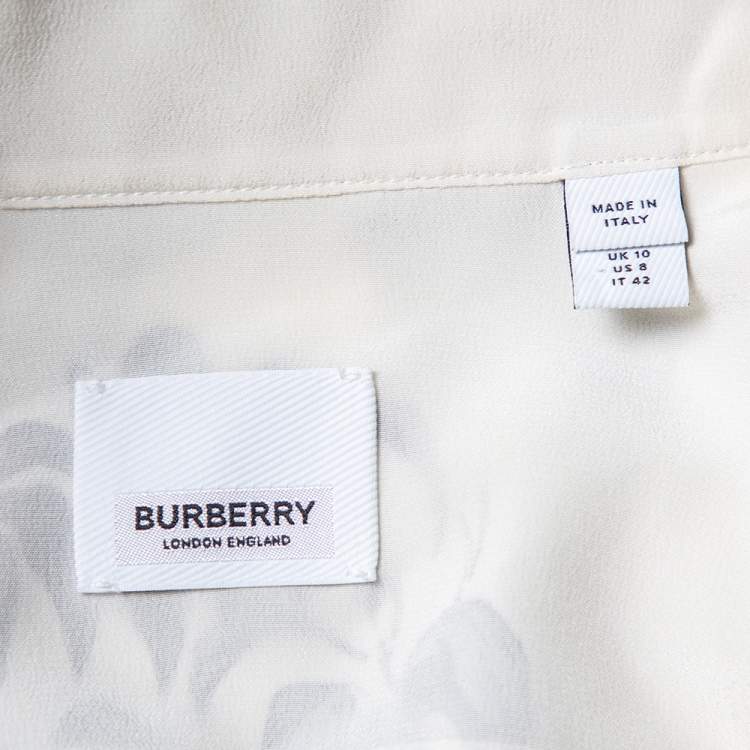 MADE IN
ITALY
UK 10
US 8
IT 42
BURBERRY
LONDON ENGLAND